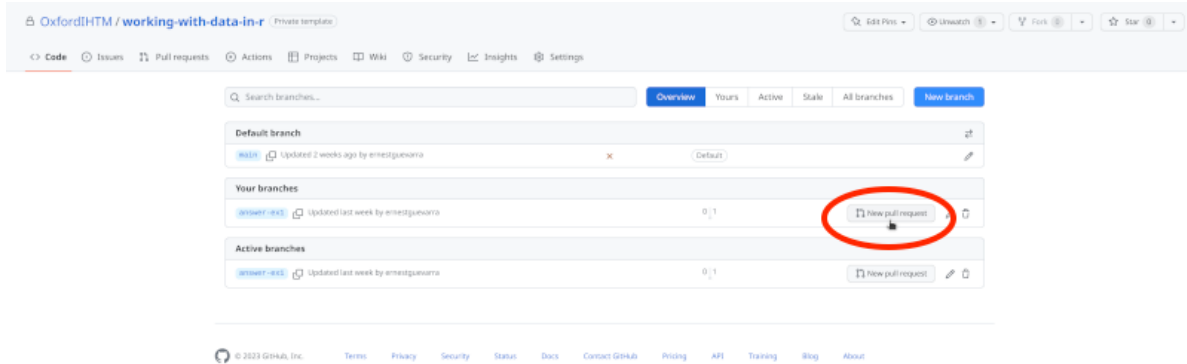 OxfordIHTM / working-with-data-in-r Private template Edit Pins Unwatch 1 Fork 0 Star 0
<> Code Issues Pull requests Actions Projects Wiki Security Insights Settings
Search branches... Overview Yours Active Stale All branches New branch
Default branch
main Updated 2 weeks ago by ernestguevarra Default
Your branches
answer-ex1 Updated last week by ernestguevarra 0 1 New pull request
Active branches
answer-ex1 Updated last week by ernestguevarra 0 1 New pull request
© 2023 GitHub, Inc. Terms Privacy Security Status Docs Contact GitHub Pricing API Training Blog About